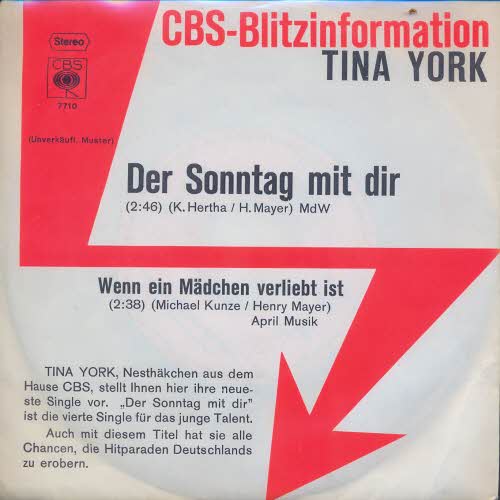 CBS-Blitzinformation
TINA YORK
Stereo
CBS
7710
(Unverkäufl. Muster)
Der Sonntag mit dir
(2:46) (K. Hertha / H. Mayer) MdW
Wenn ein Mädchen verliebt ist
(2:38) (Michael Kunze / Henry Mayer)
April Musik
TINA YORK, Nesthäkchen aus dem
Hause CBS, stellt Ihnen hier ihre neue-
ste Single vor. „Der Sonntag mit dir”
ist die vierte Single für das junge Talent.
Auch mit diesem Titel hat sie alle
Chancen, die Hitparaden Deutschlands
zu erobern.